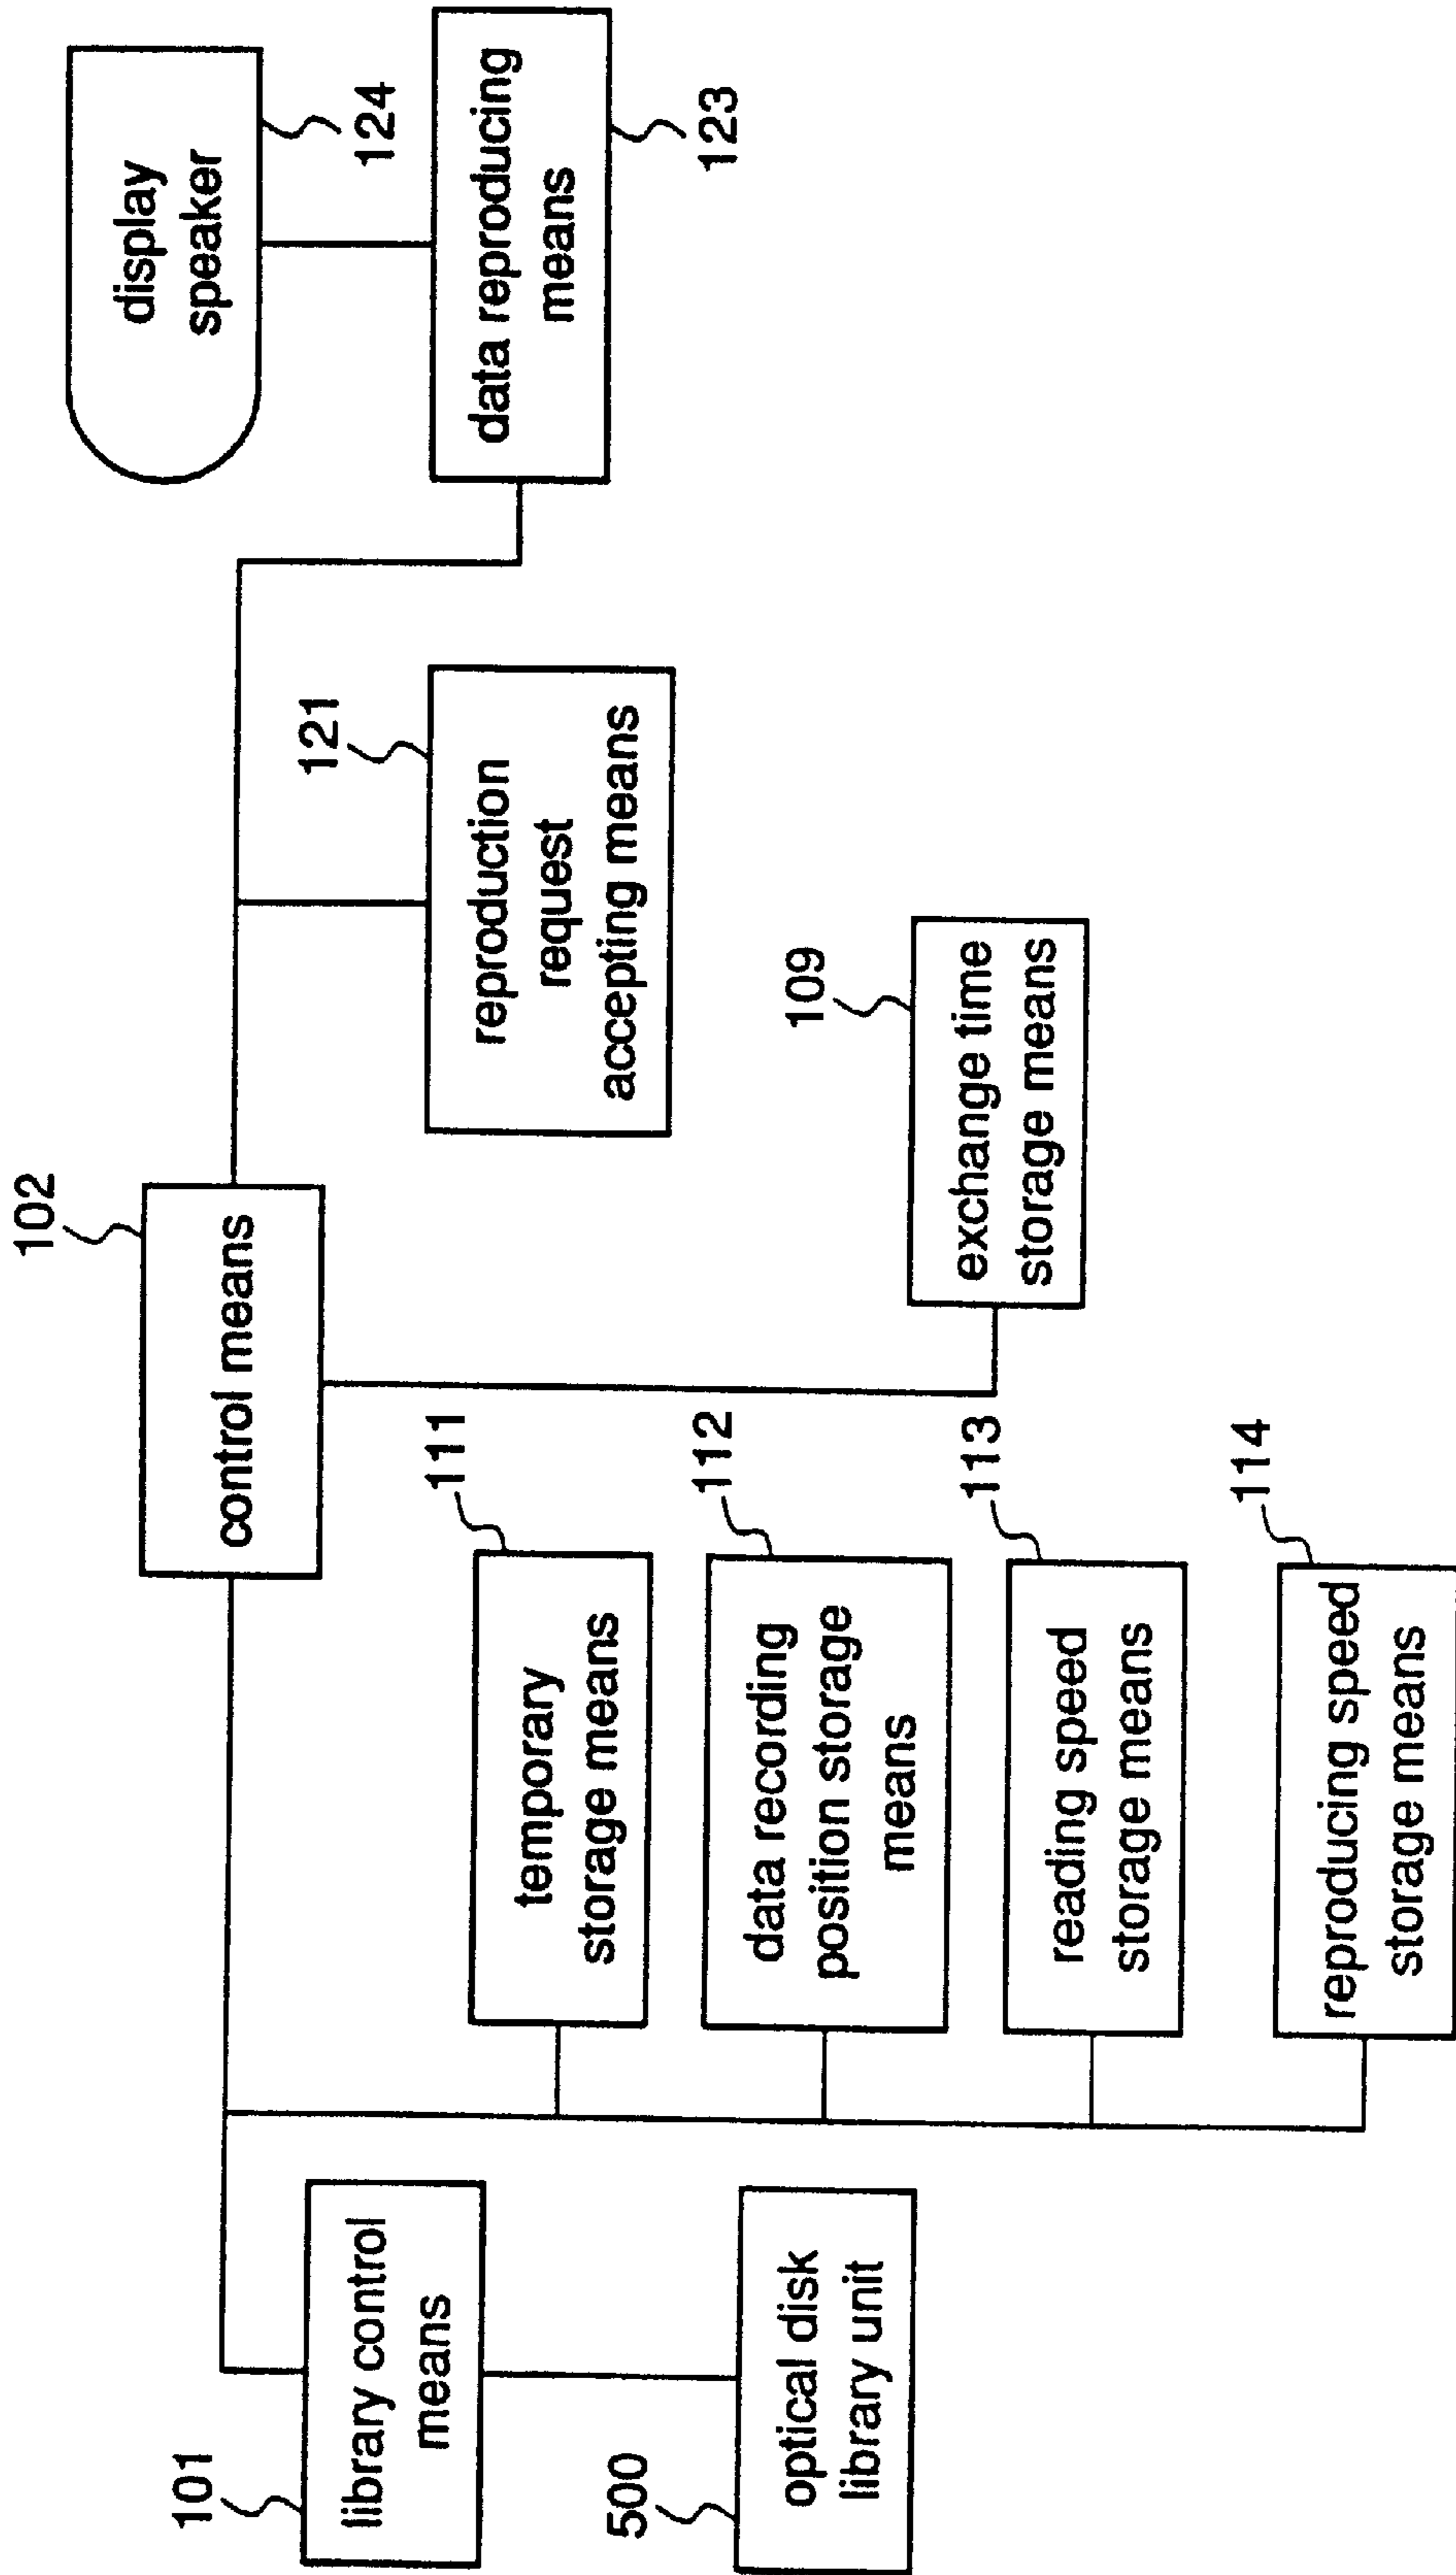 102
control means
101
library control
means
500
optical disk
library unit
111
temporary
storage means
112
data recording
position storage
means
113
reading speed
storage means
114
reproducing speed
storage means
109
exchange time
storage means
121
reproduction
request
accepting means
display
speaker
124
data reproducing
means
123